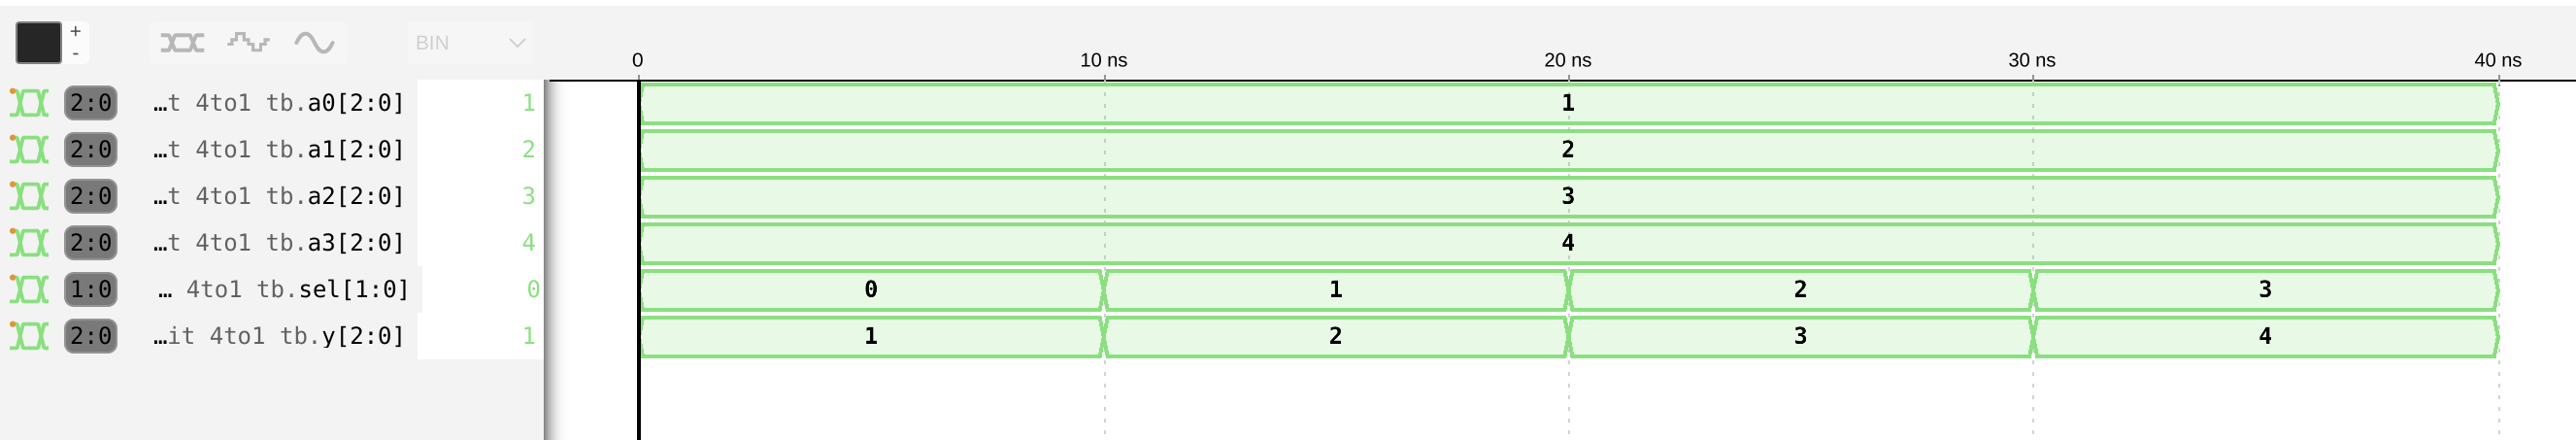 +
-
BIN
0 10 ns 20 ns 30 ns 40 ns
2:0 …t 4to1 tb.a0[2:0] 1 1
2:0 …t 4to1 tb.a1[2:0] 2 2
2:0 …t 4to1 tb.a2[2:0] 3 3
2:0 …t 4to1 tb.a3[2:0] 4 4
1:0 … 4to1 tb.sel[1:0] 0 0 1 2 3
2:0 …it 4to1 tb.y[2:0] 1 1 2 3 4